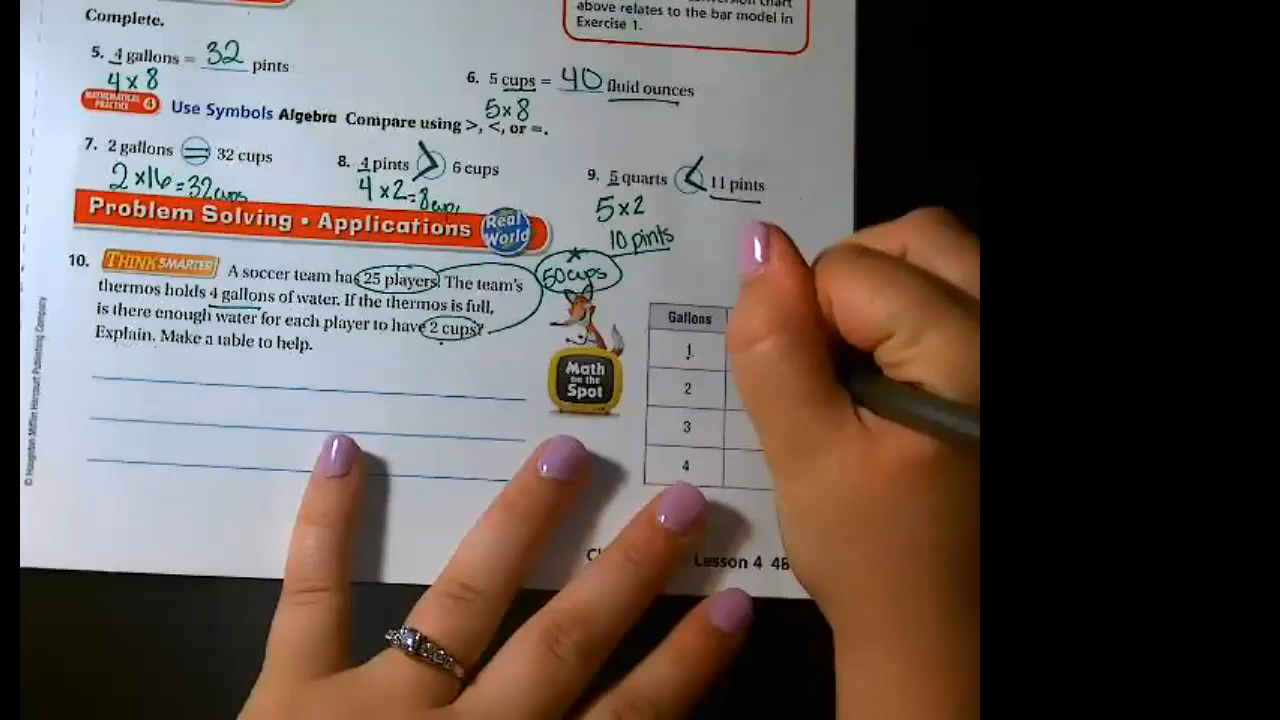 above relates to the bar model in
Exercise 1.
Complete.
5. 4 gallons = 32 pints
4 x 8
6. 5 cups = 40 fluid ounces
5 x 8
MATHEMATICAL PRACTICE 4 Use Symbols Algebra Compare using >, <, or =.
7. 2 gallons = 32 cups
2 x 16 = 32 cups
8. 4 pints > 6 cups
4 x 2 = 8 cups
9. 5 quarts < 11 pints
5 x 2
10 pints
Problem Solving • Applications Real World
10. THINK SMARTER A soccer team has 25 players. The team's
thermos holds 4 gallons of water. If the thermos is full,
is there enough water for each player to have 2 cups?
Explain. Make a table to help.
50 cups
Math
on the
Spot
Gallons
1
2
3
4
Lesson 4 48
© Houghton Mifflin Harcourt Publishing Company